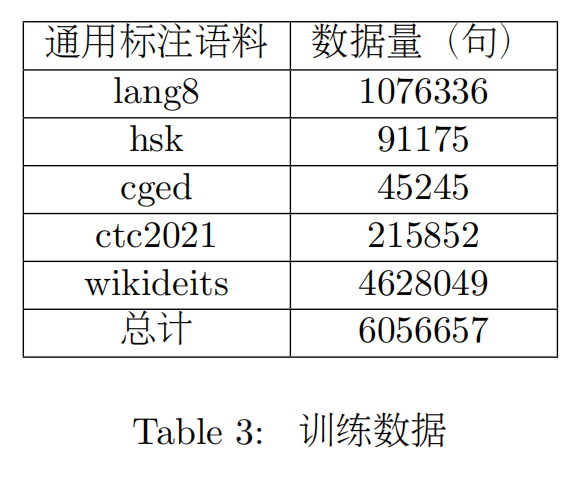 通用标注语料 数据量（句）
lang8 1076336
hsk 91175
cged 45245
ctc2021 215852
wikideits 4628049
总计 6056657
Table 3: 训练数据